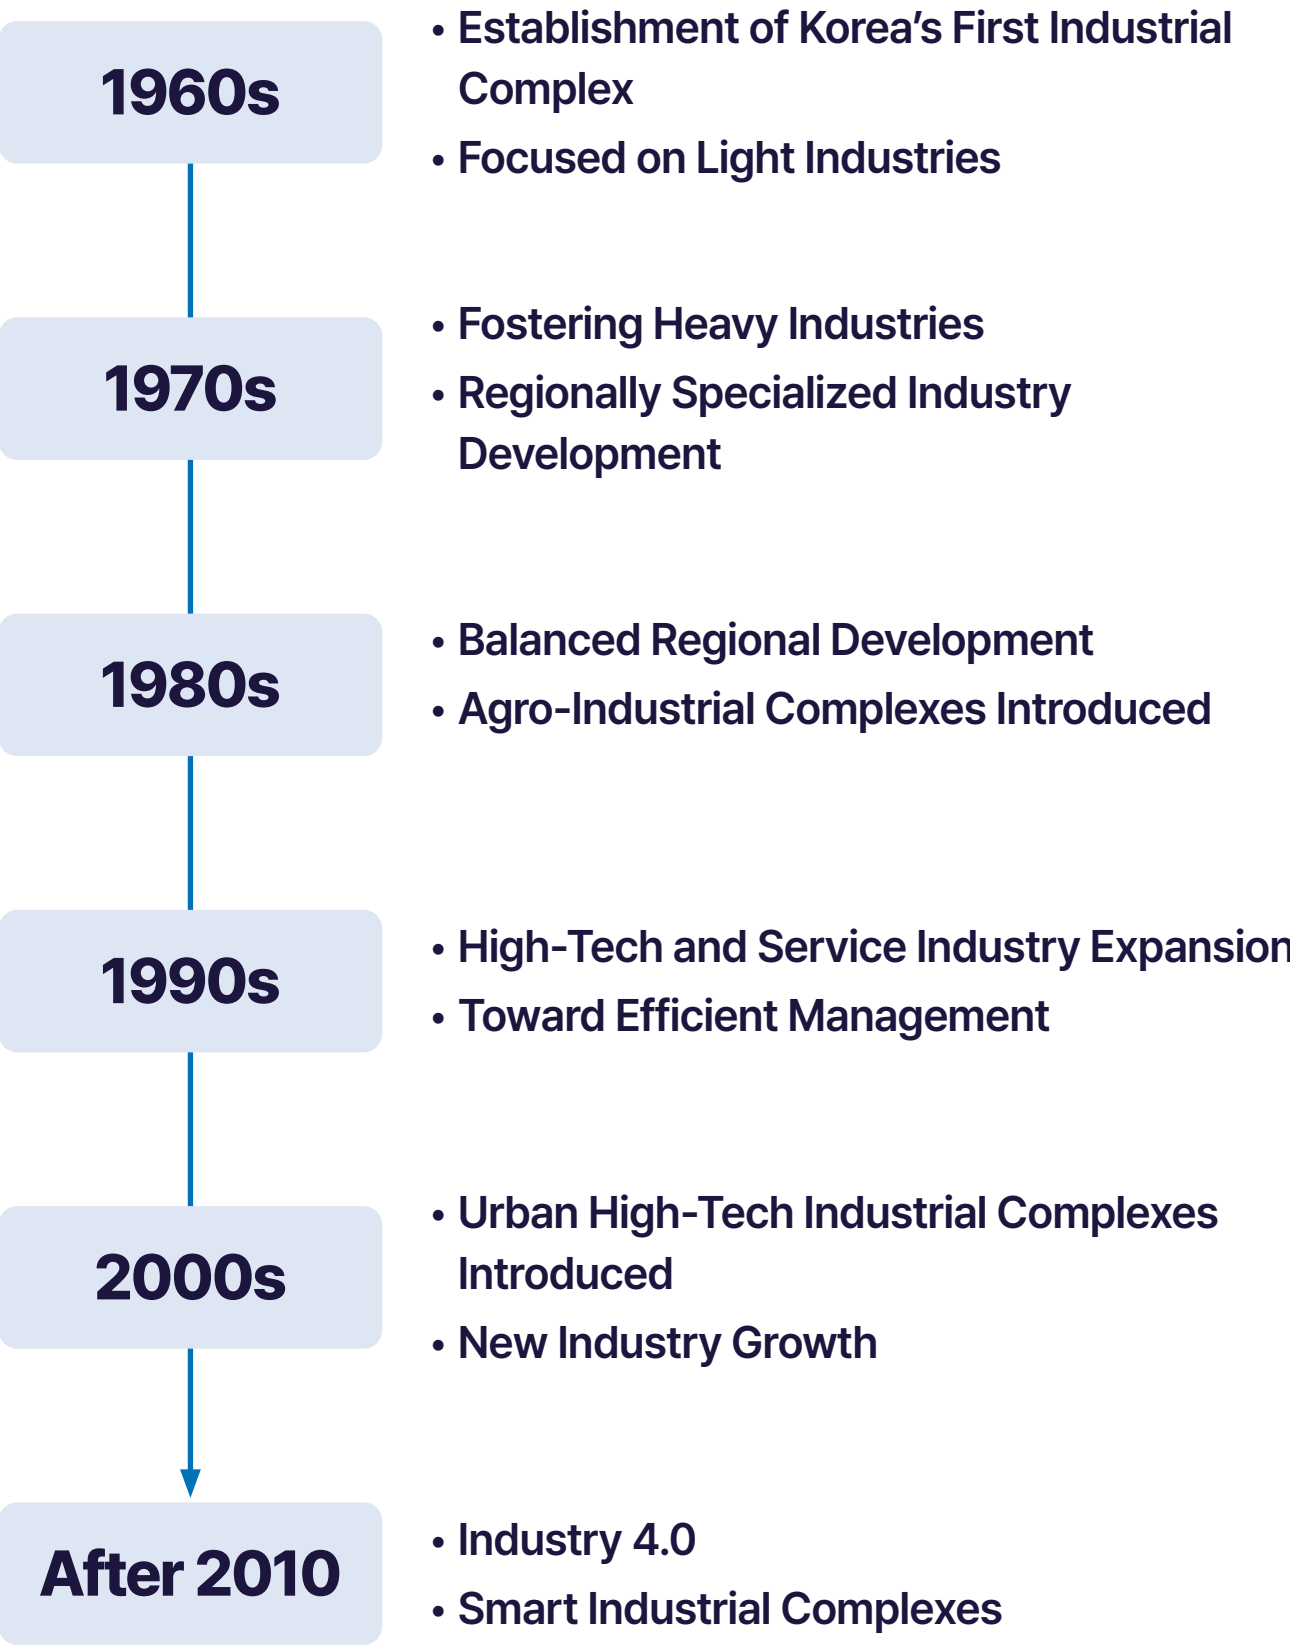 1960s
• Establishment of Korea’s First Industrial
Complex
• Focused on Light Industries
1970s
• Fostering Heavy Industries
• Regionally Specialized Industry
Development
1980s
• Balanced Regional Development
• Agro-Industrial Complexes Introduced
1990s
• High-Tech and Service Industry Expansion
• Toward Efficient Management
2000s
• Urban High-Tech Industrial Complexes
Introduced
• New Industry Growth
After 2010
• Industry 4.0
• Smart Industrial Complexes